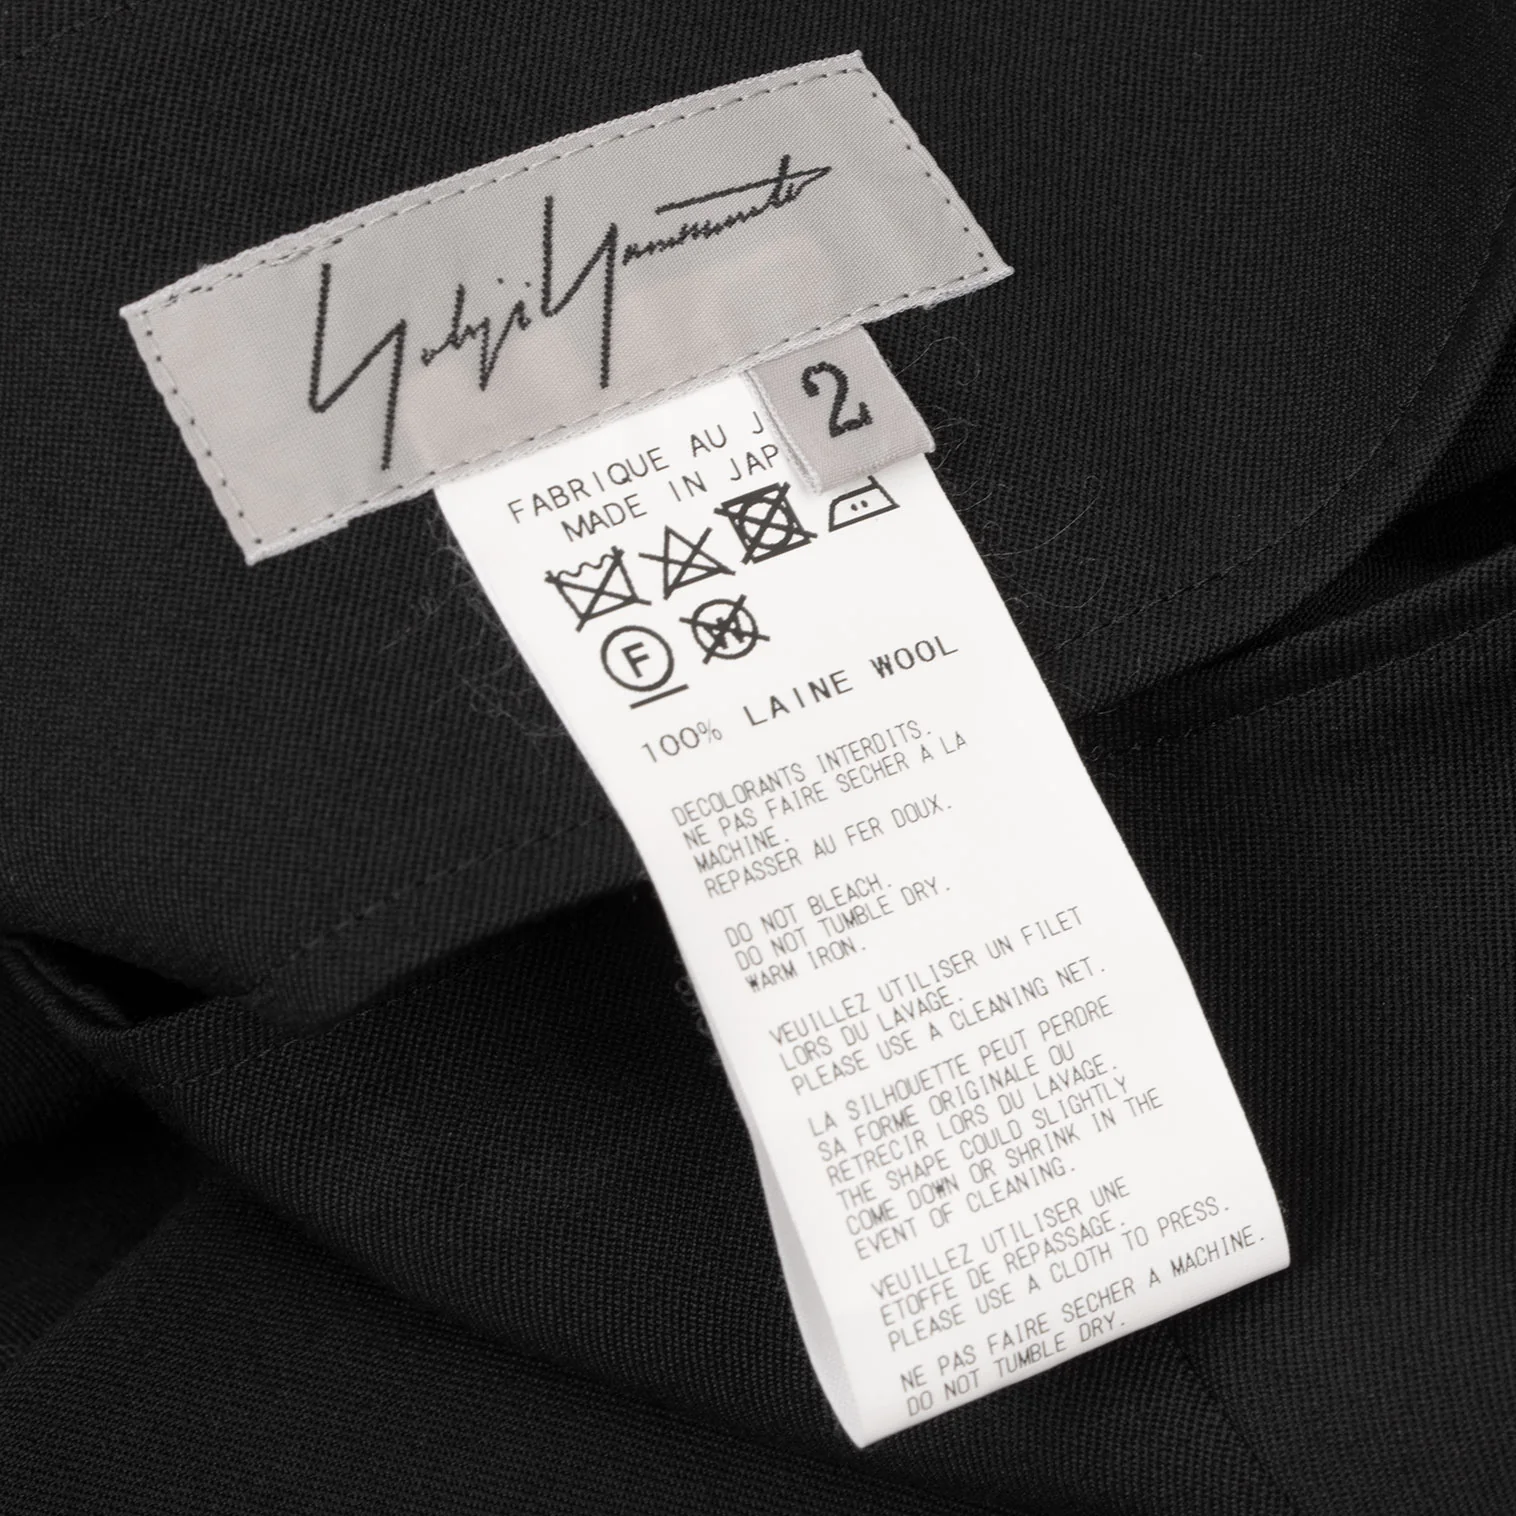 Yohji Yamamoto
2
FABRIQUE AU J
MADE IN JAP
F
W
100% LAINE WOOL
DECOLORANTS INTERDITS.
NE PAS FAIRE SECHER A LA
MACHINE.
REPASSER AU FER DOUX.
DO NOT BLEACH.
DO NOT TUMBLE DRY.
WARM IRON.
VEUILLEZ UTILISER UN FILET
LORS DU LAVAGE.
PLEASE USE A CLEANING NET.
LA SILHOUETTE PEUT PERDRE
SA FORME ORIGINALE OU
RETRECIR LORS DU LAVAGE.
THE SHAPE COULD SLIGHTLY
COME DOWN OR SHRINK IN THE
EVENT OF CLEANING.
VEUILLEZ UTILISER UNE
ETOFFE DE REPASSAGE.
PLEASE USE A CLOTH TO PRESS.
NE PAS FAIRE SECHER A MACHINE.
DO NOT TUMBLE DRY.